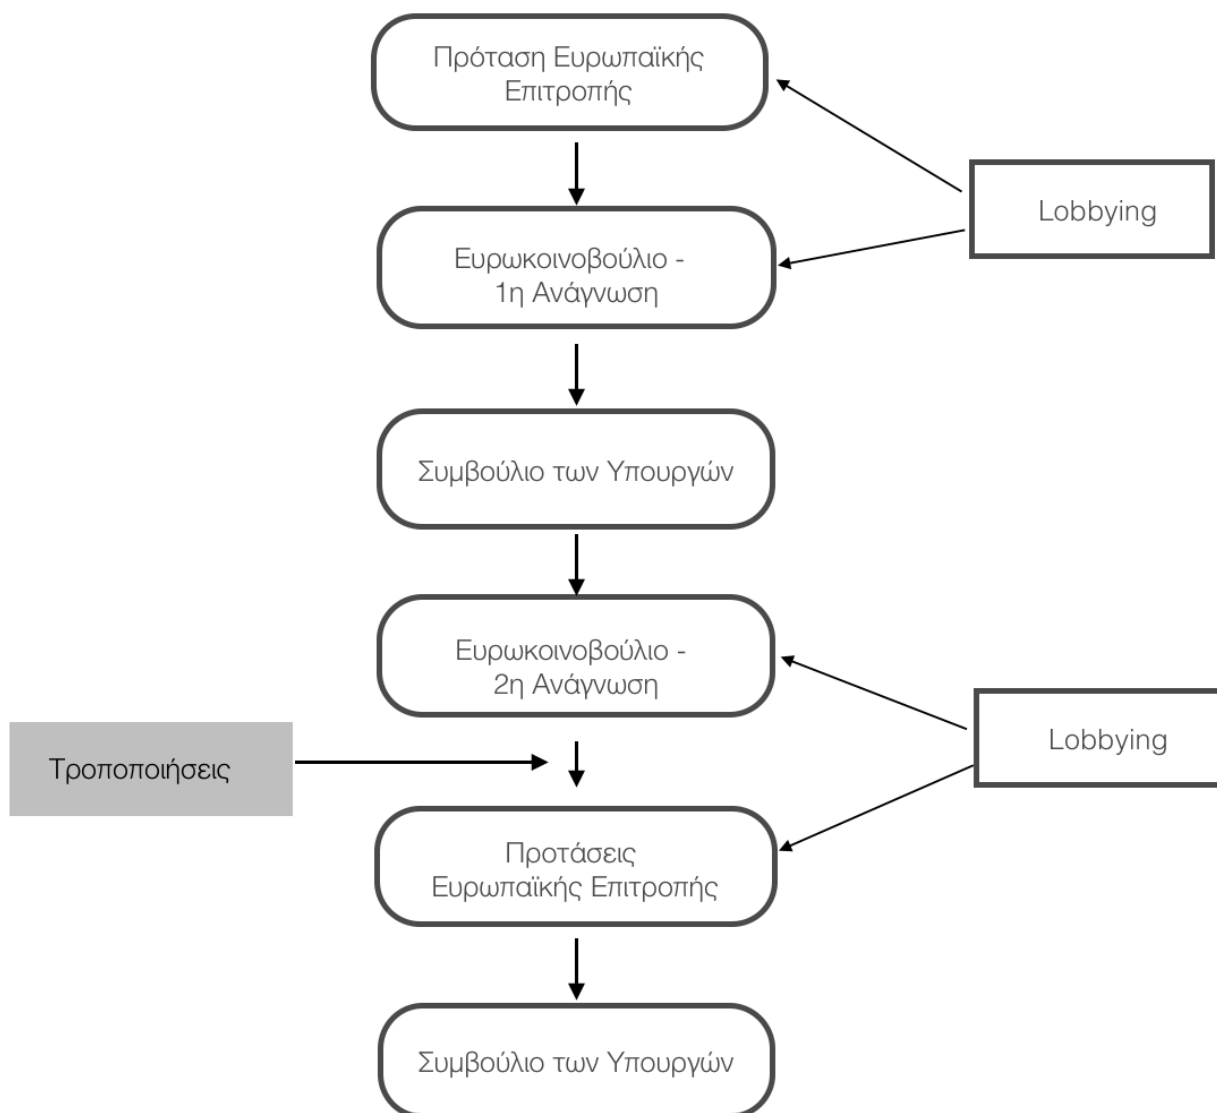 Πρόταση Ευρωπαϊκής
Επιτροπής
Lobbying
Ευρωκοινοβούλιο -
1η Ανάγνωση
Συμβούλιο των Υπουργών
Ευρωκοινοβούλιο -
2η Ανάγνωση
Lobbying
Τροποποιήσεις
Προτάσεις
Ευρωπαϊκής Επιτροπής
Συμβούλιο των Υπουργών